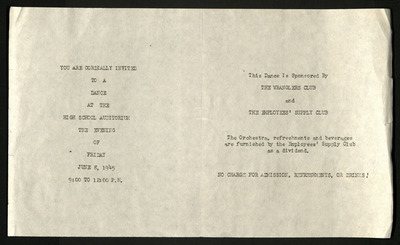 YOU ARE CORDIALLY INVITED
TO A
DANCE
AT THE
HIGH SCHOOL AUDITORIUM
THE EVENING
OF
FRIDAY
JUNE 8, 1945
9:00 TO 12:00 P.M.
This Dance Is Sponsored By
THE WRANGLERS CLUB
and
THE EMPLOYEES' SUPPLY CLUB
The Orchestra, refreshments and beverages
are furnished by the Employees' Supply Club
as a dividend.
NO CHARGE FOR ADMISSION, REFRESHMENTS, OR DRINKS!